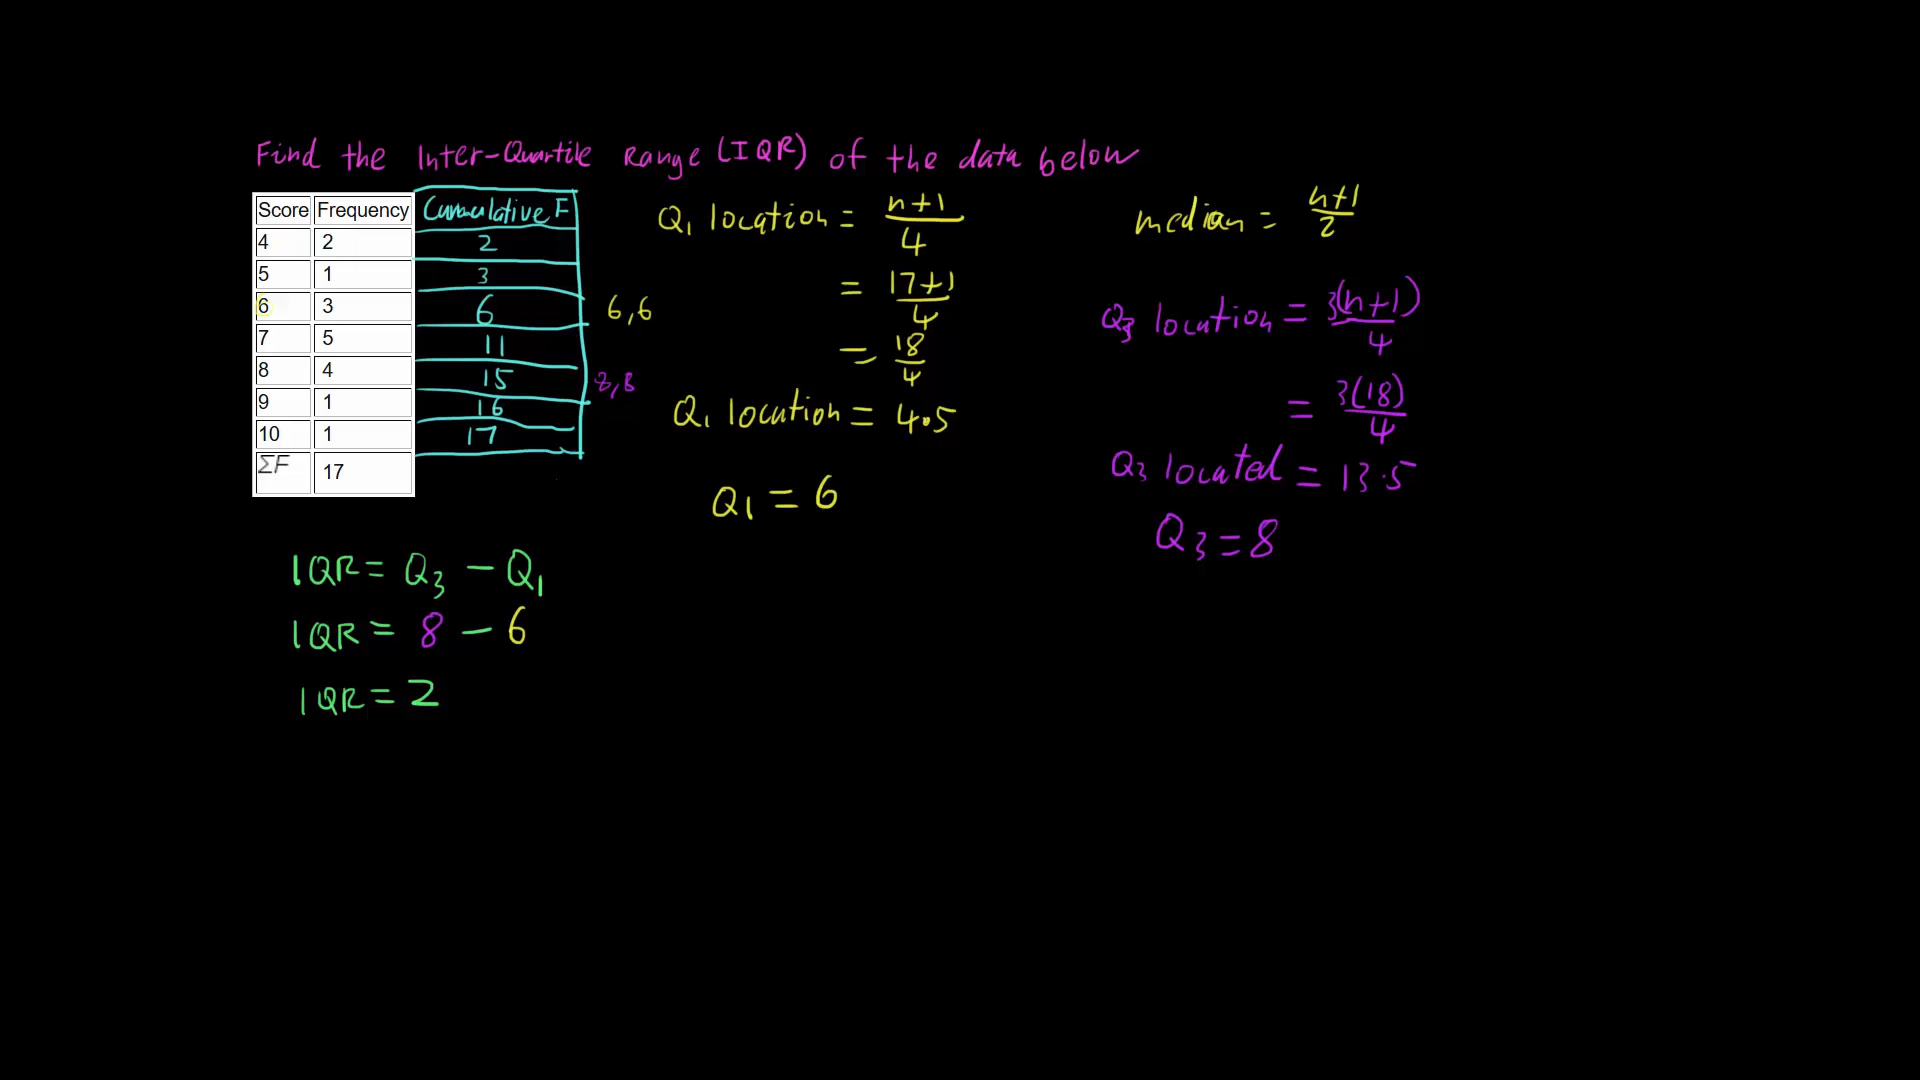 Find the Inter-Quartile Range (IQR) of the data below
Score Frequency Cumulative F
4 2 2
5 1 3
6 3 6 6,6
7 5 11
8 4 15 8,8
9 1 16
10 1 17
ΣF 17
Q1 location = n+1/4
= 17+1/4
= 18/4
Q1 location = 4.5
Q1 = 6
median = n+1/2
Q3 location = 3(n+1)/4
= 3(18)/4
Q3 located = 13.5
Q3 = 8
IQR = Q3 - Q1
IQR = 8 - 6
IQR = 2